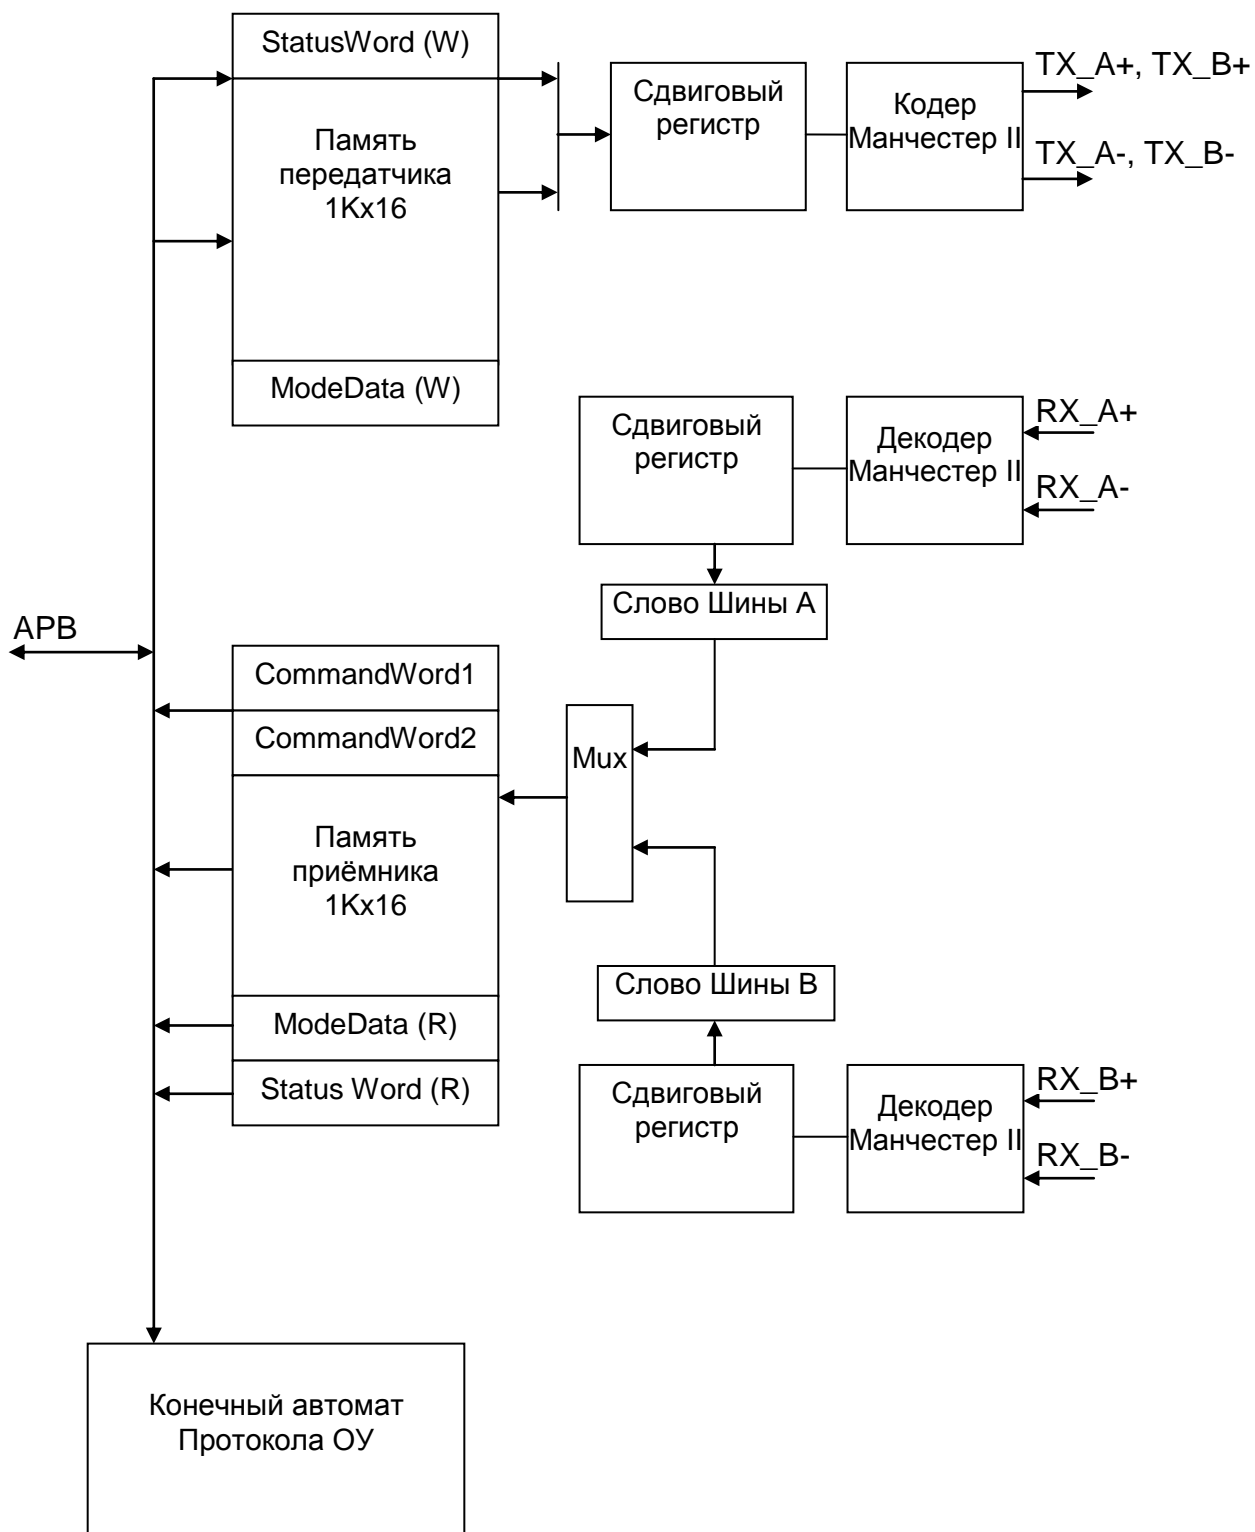 StatusWord (W)
Память
передатчика
1Kx16
ModeData (W)
Сдвиговый
регистр
Кодер
Манчестер II
TX_A+, TX_B+
TX_A-, TX_B-
Сдвиговый
регистр
Декодер
Манчестер II
RX_A+
RX_A-
Слово Шины А
APB
CommandWord1
CommandWord2
Mux
Память
приёмника
1Kx16
ModeData (R)
Status Word (R)
Слово Шины В
Сдвиговый
регистр
Декодер
Манчестер II
RX_B+
RX_B-
Конечный автомат
Протокола ОУ